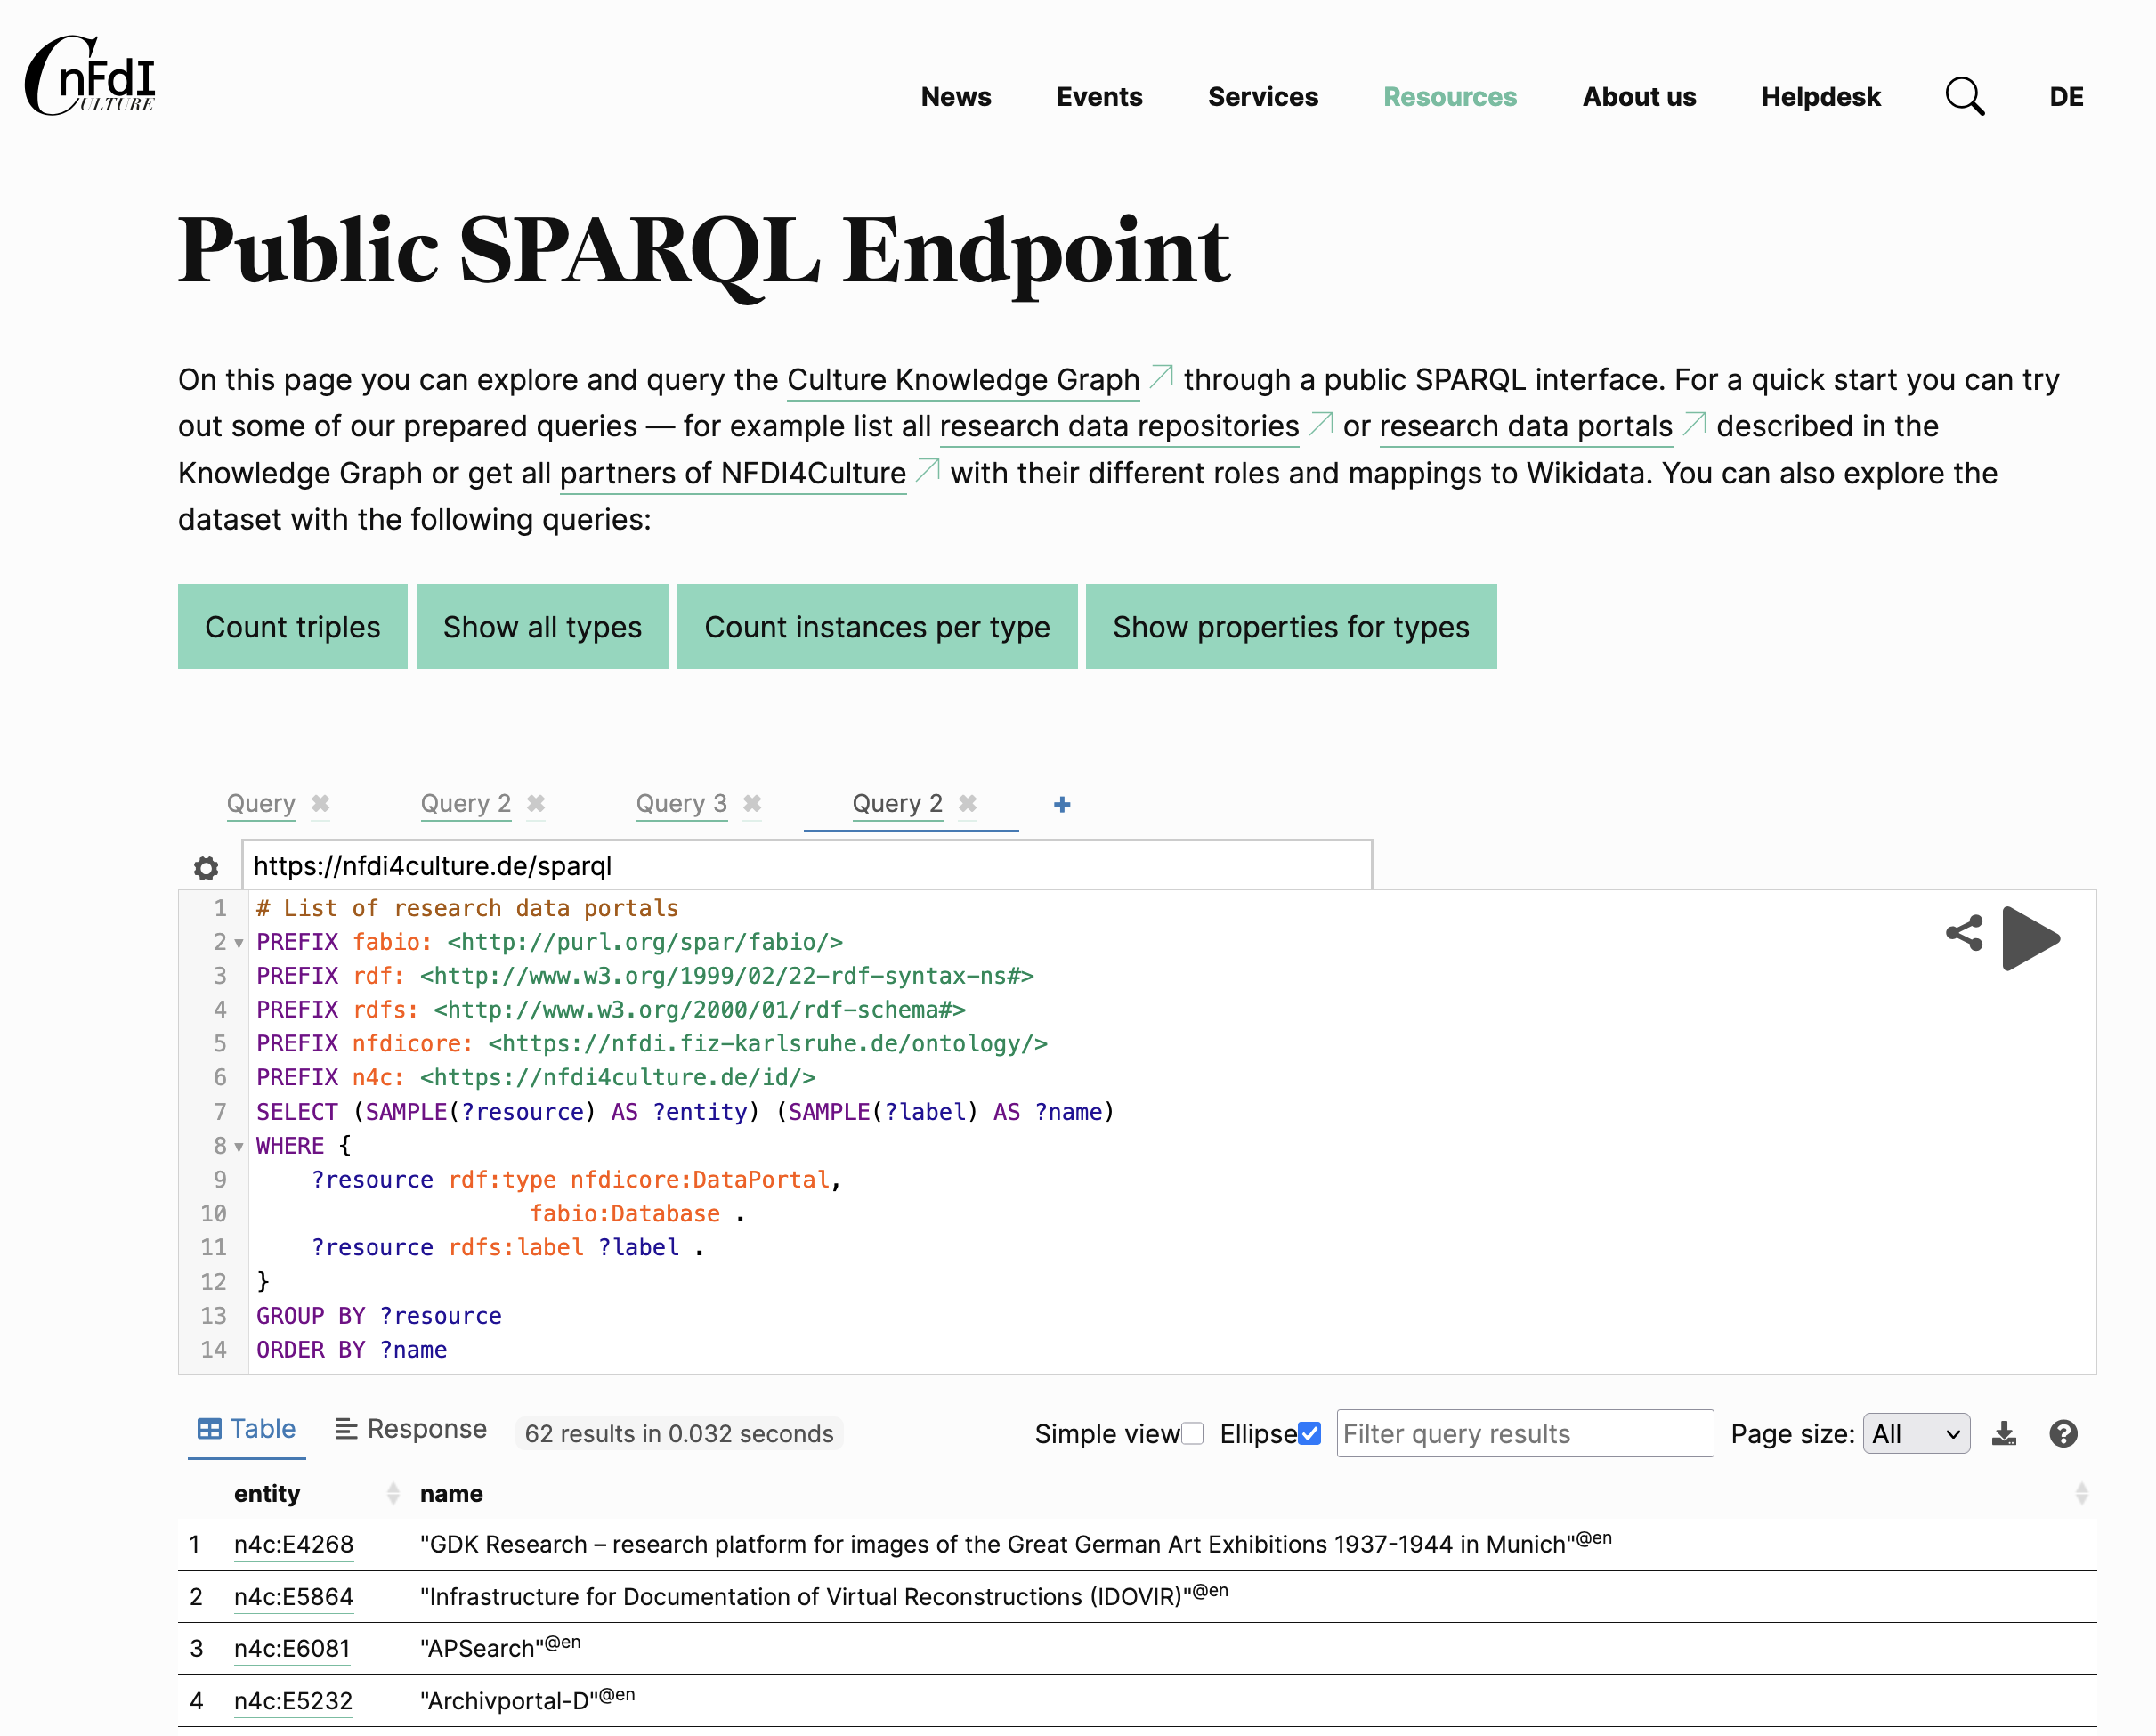 CnFdI
ULTURE
News Events Services Resources About us Helpdesk DE
Public SPARQL Endpoint
On this page you can explore and query the Culture Knowledge Graph through a public SPARQL interface. For a quick start you can try
out some of our prepared queries — for example list all research data repositories or research data portals described in the
Knowledge Graph or get all partners of NFDI4Culture with their different roles and mappings to Wikidata. You can also explore the
dataset with the following queries:
Count triples Show all types Count instances per type Show properties for types
Query Query 2 Query 3 Query 2 +
https://nfdi4culture.de/sparql
1 # List of research data portals
2 PREFIX fabio: <http://purl.org/spar/fabio/>
3 PREFIX rdf: <http://www.w3.org/1999/02/22-rdf-syntax-ns#>
4 PREFIX rdfs: <http://www.w3.org/2000/01/rdf-schema#>
5 PREFIX nfdicore: <https://nfdi.fiz-karlsruhe.de/ontology/>
6 PREFIX n4c: <https://nfdi4culture.de/id/>
7 SELECT (SAMPLE(?resource) AS ?entity) (SAMPLE(?label) AS ?name)
8 WHERE {
9 ?resource rdf:type nfdicore:DataPortal,
10 fabio:Database .
11 ?resource rdfs:label ?label .
12 }
13 GROUP BY ?resource
14 ORDER BY ?name
Table Response 62 results in 0.032 seconds Simple view Ellipse Filter query results Page size: All
entity name
1 n4c:E4268 "GDK Research – research platform for images of the Great German Art Exhibitions 1937-1944 in Munich"@en
2 n4c:E5864 "Infrastructure for Documentation of Virtual Reconstructions (IDOVIR)"@en
3 n4c:E6081 "APSearch"@en
4 n4c:E5232 "Archivportal-D"@en